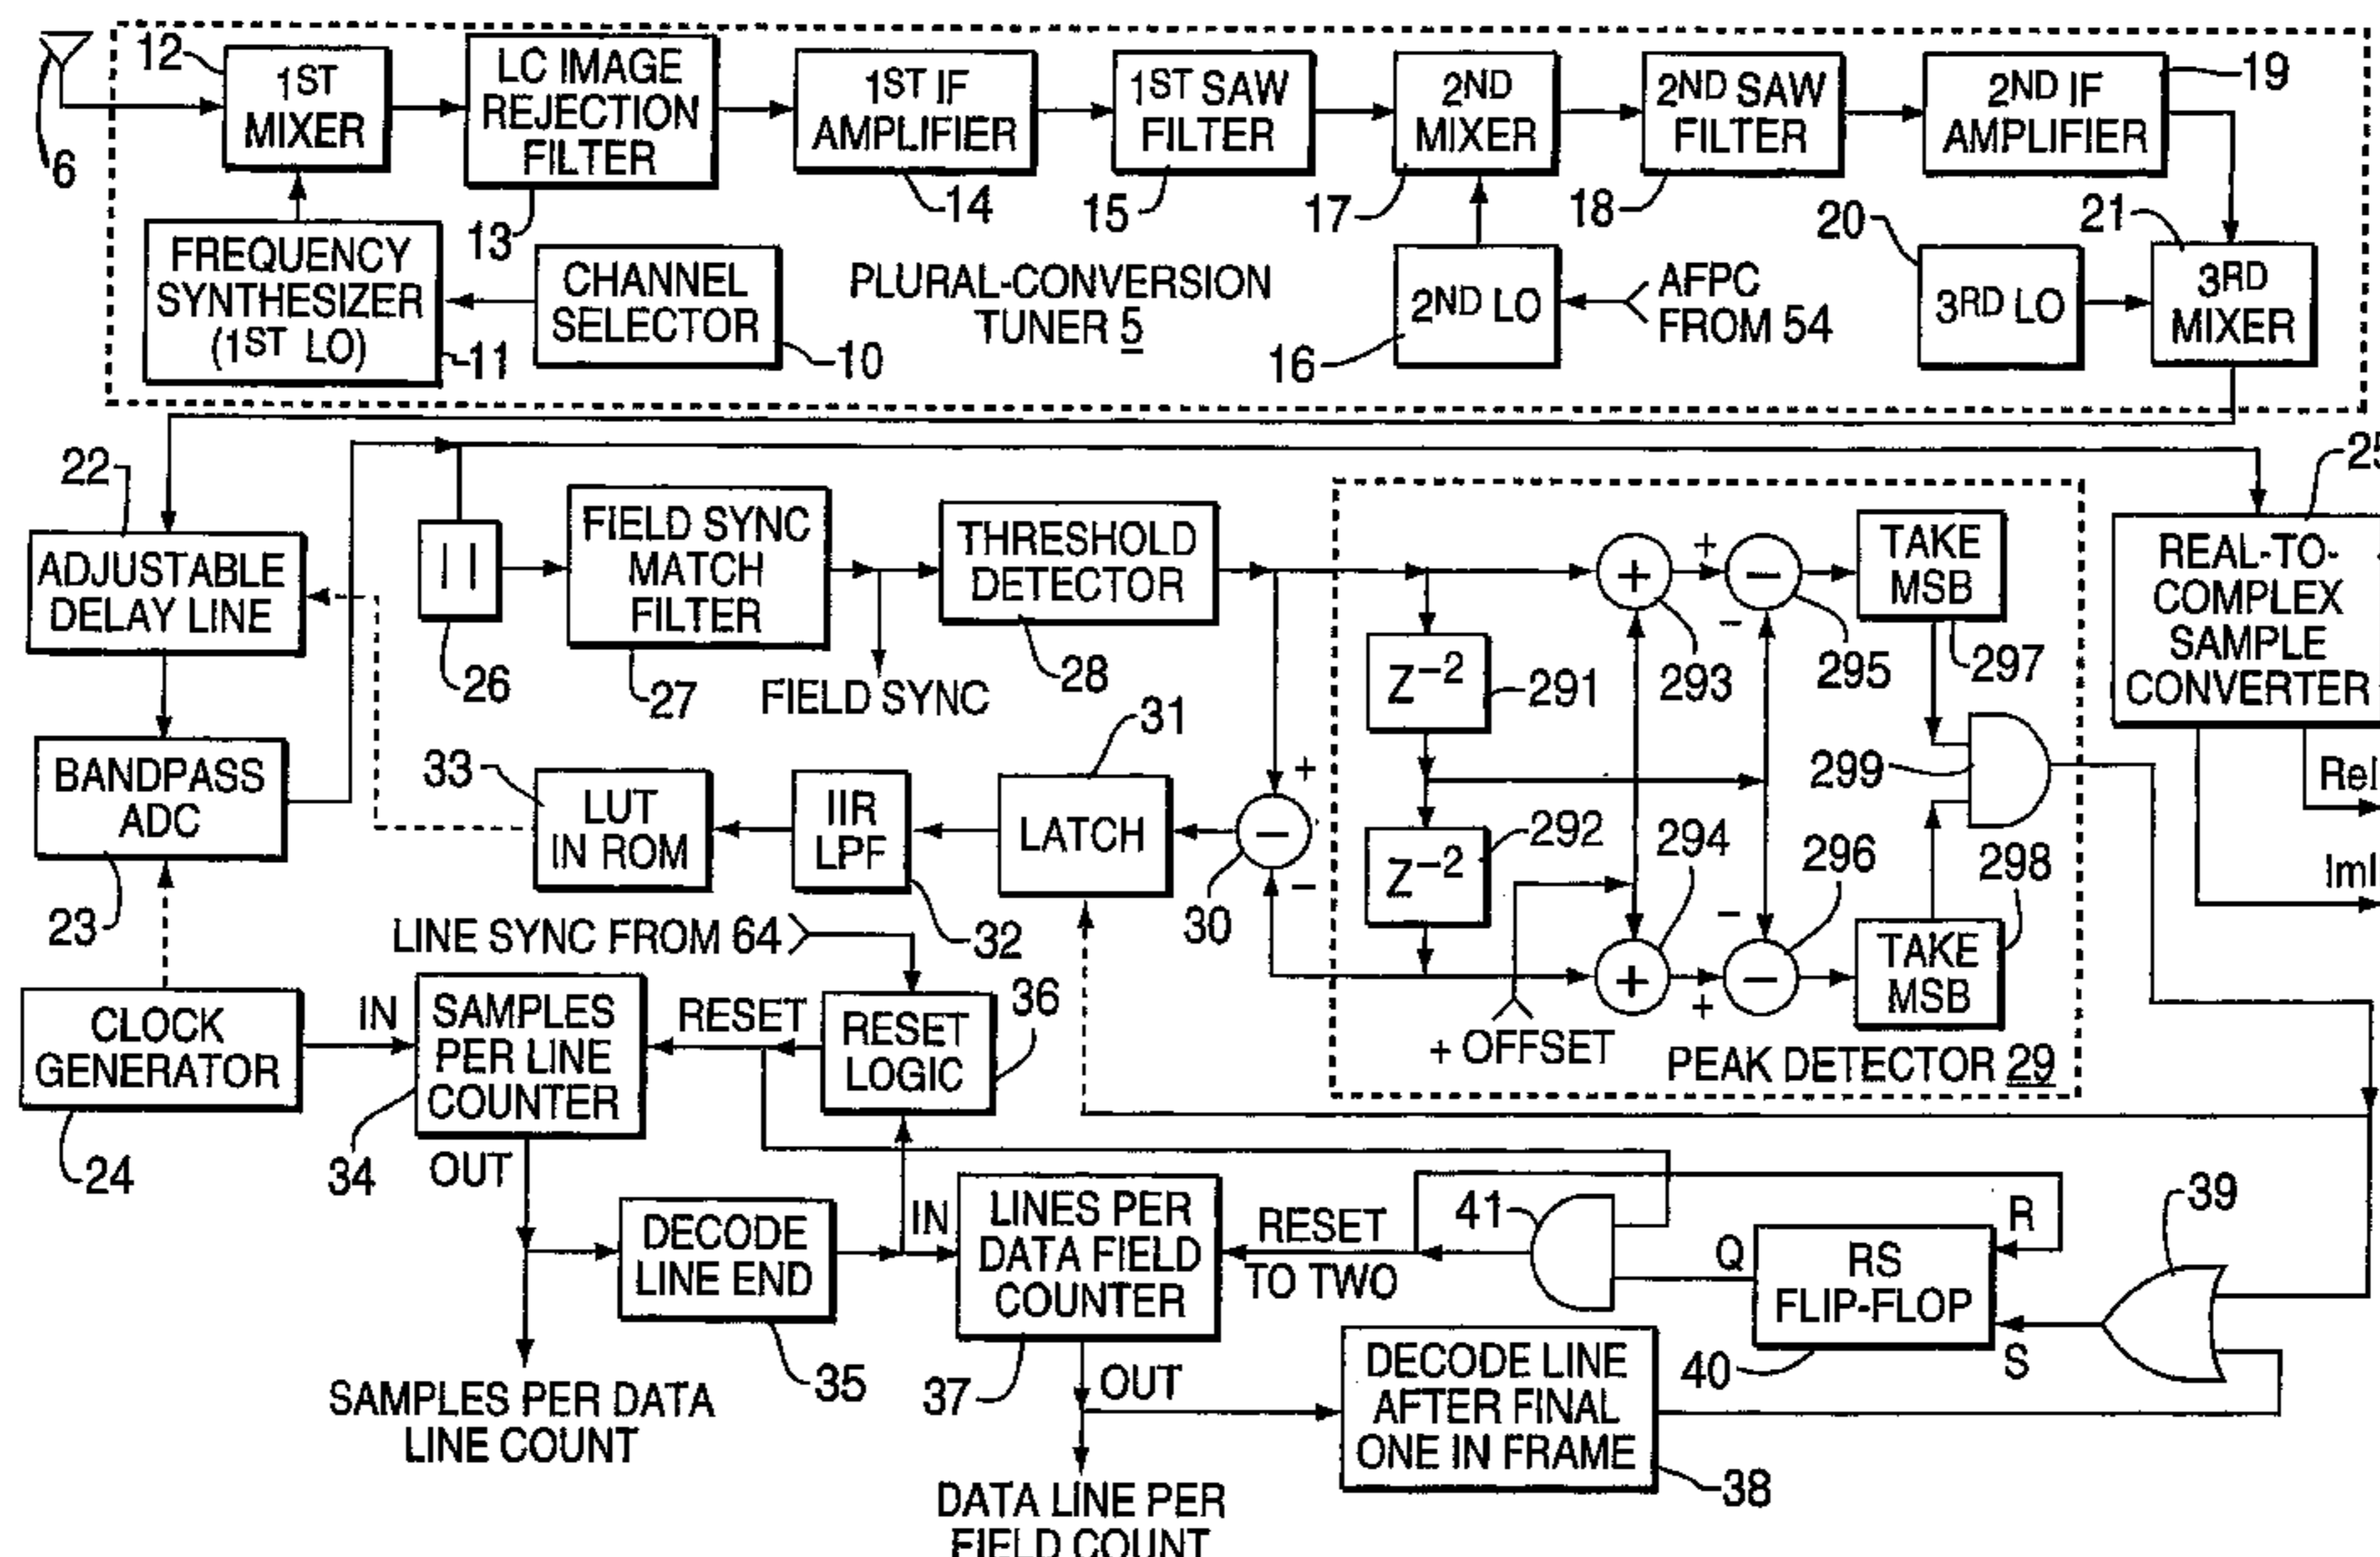 6
12
1ST
MIXER
LC IMAGE
REJECTION
FILTER
13
1ST IF
AMPLIFIER
14
1ST SAW
FILTER
15
2ND
MIXER
17
2ND SAW
FILTER
18
2ND IF
AMPLIFIER
19
FREQUENCY
SYNTHESIZER
(1ST LO)
11
CHANNEL
SELECTOR
10
PLURAL-CONVERSION
TUNER 5
2ND LO
16
AFPC
FROM 54
20
3RD LO
21
3RD
MIXER
22
ADJUSTABLE
DELAY LINE
| |
26
FIELD SYNC
MATCH
FILTER
27
FIELD SYNC
THRESHOLD
DETECTOR
28
Z-2
291
+
293
+
−
−
295
TAKE
MSB
297
25
REAL-TO-
COMPLEX
SAMPLE
CONVERTER
BANDPASS
ADC
23
33
LUT
IN ROM
IIR
LPF
32
31
LATCH
+
−
−
30
Z-2
292
294
+
+
−
296
−
299
298
TAKE
MSB
+ OFFSET
PEAK DETECTOR 29
LINE SYNC FROM 64
CLOCK
GENERATOR
24
IN
SAMPLES
PER LINE
COUNTER
34
OUT
RESET
RESET
LOGIC
36
DECODE
LINE END
35
IN
LINES PER
DATA FIELD
COUNTER
37
OUT
RESET
TO TWO
41
Q
RS
FLIP-FLOP
40
R
S
39
SAMPLES PER DATA
LINE COUNT
DECODE LINE
AFTER FINAL
ONE IN FRAME
38
DATA LINE PER
FIELD COUNT